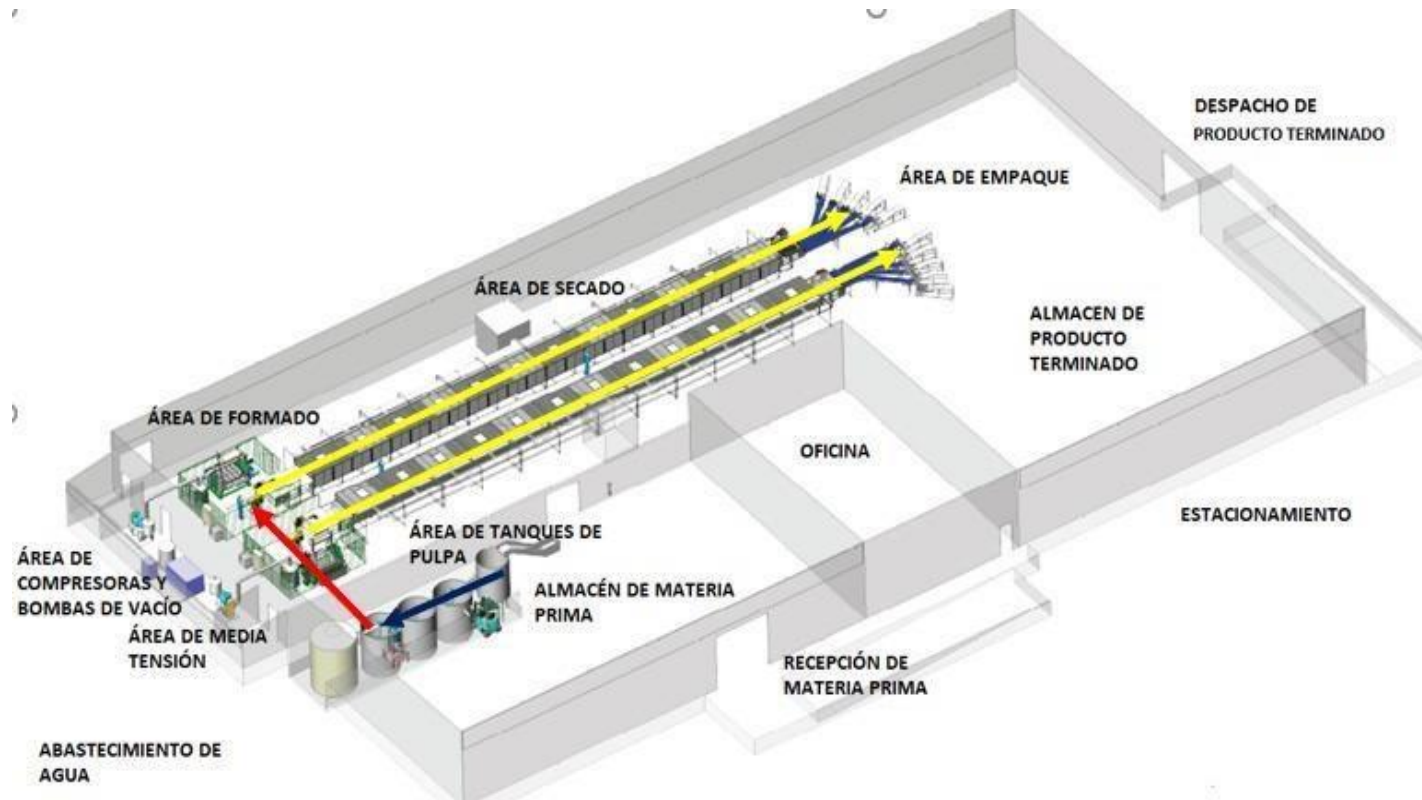 DESPACHO DE
PRODUCTO TERMINADO
ÁREA DE EMPAQUE
ÁREA DE SECADO
ALMACEN DE
PRODUCTO
TERMINADO
ÁREA DE FORMADO
OFICINA
ESTACIONAMIENTO
ÁREA DE TANQUES DE
PULPA
ÁREA DE
COMPRESORAS Y
BOMBAS DE VACÍO
ALMACÉN DE MATERIA
PRIMA
ÁREA DE MEDIA
TENSIÓN
RECEPCIÓN DE
MATERIA PRIMA
ABASTECIMIENTO DE
AGUA